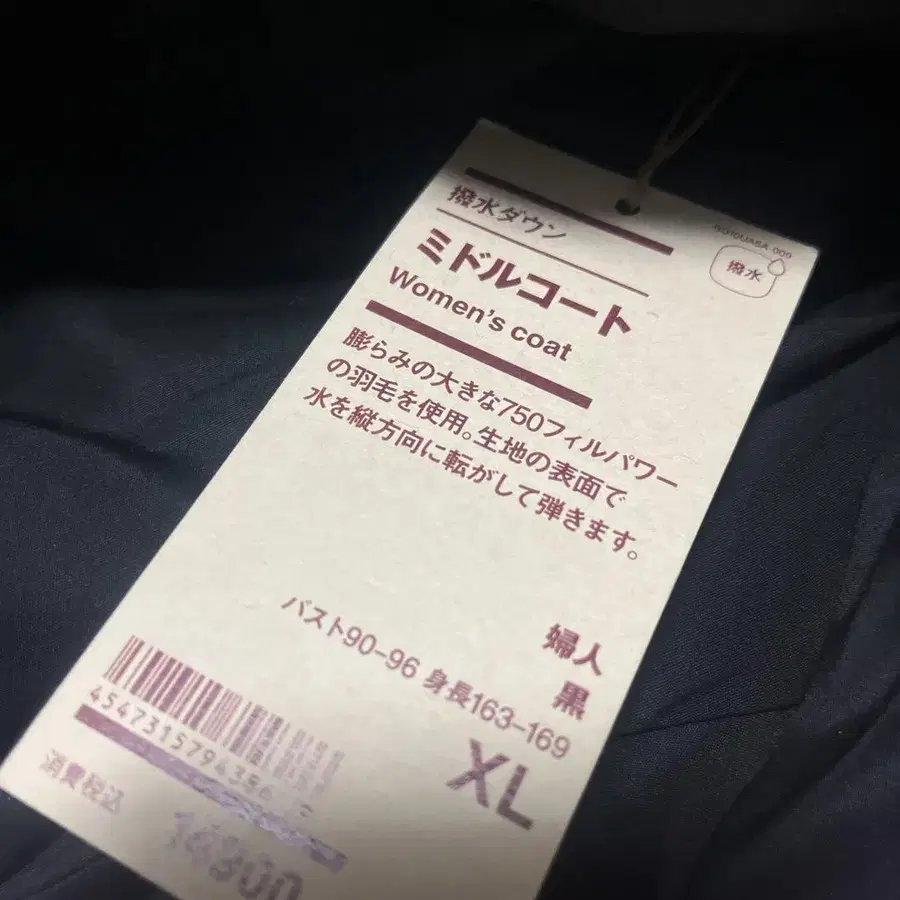 撥水
撥水ダウン
ミドルコート
Women's coat
膨らみの大きな750フィルパワー
の羽毛を使用。生地の表面で
水を縦方向に転がして弾きます。
婦人
黒
バスト90-96 身長163-169
XL
消費税込